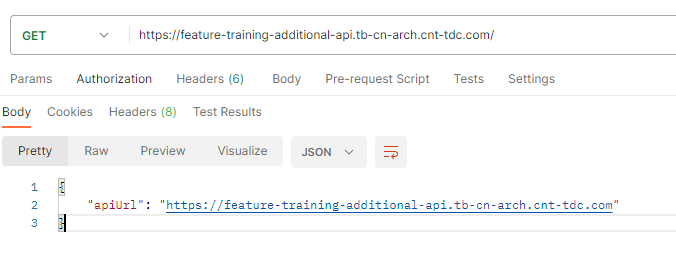 GET https://feature-training-additional-api.tb-cn-arch.cnt-tdc.com/
Params Authorization Headers (6) Body Pre-request Script Tests Settings
Body Cookies Headers (8) Test Results
Pretty Raw Preview Visualize JSON
1 {
2 "apiUrl": "https://feature-training-additional-api.tb-cn-arch.cnt-tdc.com"
3 }